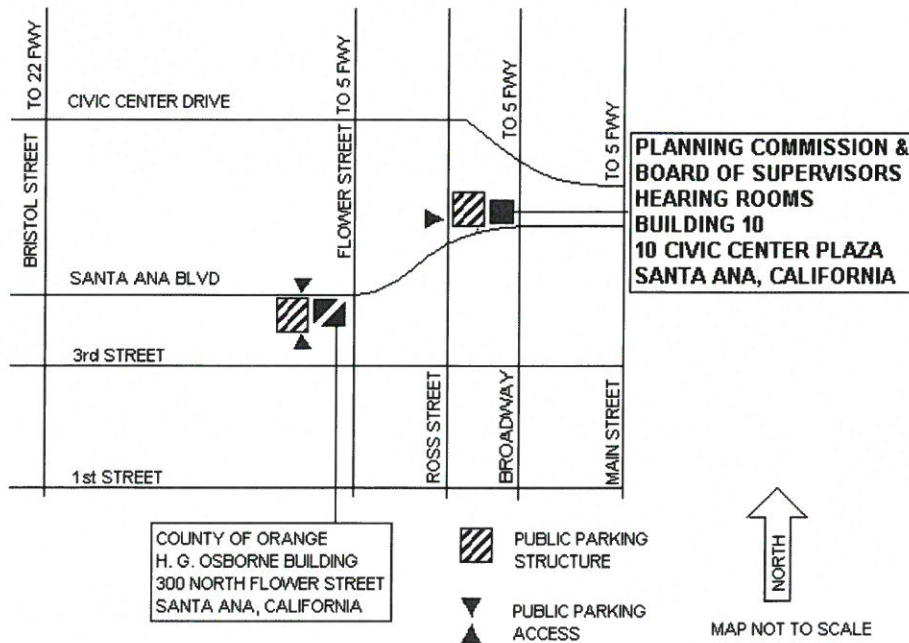 TO 22 FWY
TO 5 FWY
TO 5 FWY
TO 5 FWY
CIVIC CENTER DRIVE
BRISTOL STREET
FLOWER STREET
PLANNING COMMISSION &
BOARD OF SUPERVISORS
HEARING ROOMS
BUILDING 10
10 CIVIC CENTER PLAZA
SANTA ANA, CALIFORNIA
SANTA ANA BLVD
3rd STREET
ROSS STREET
BROADWAY
MAIN STREET
1st STREET
COUNTY OF ORANGE
H. G. OSBORNE BUILDING
300 NORTH FLOWER STREET
SANTA ANA, CALIFORNIA
PUBLIC PARKING
STRUCTURE
PUBLIC PARKING
ACCESS
NORTH
MAP NOT TO SCALE